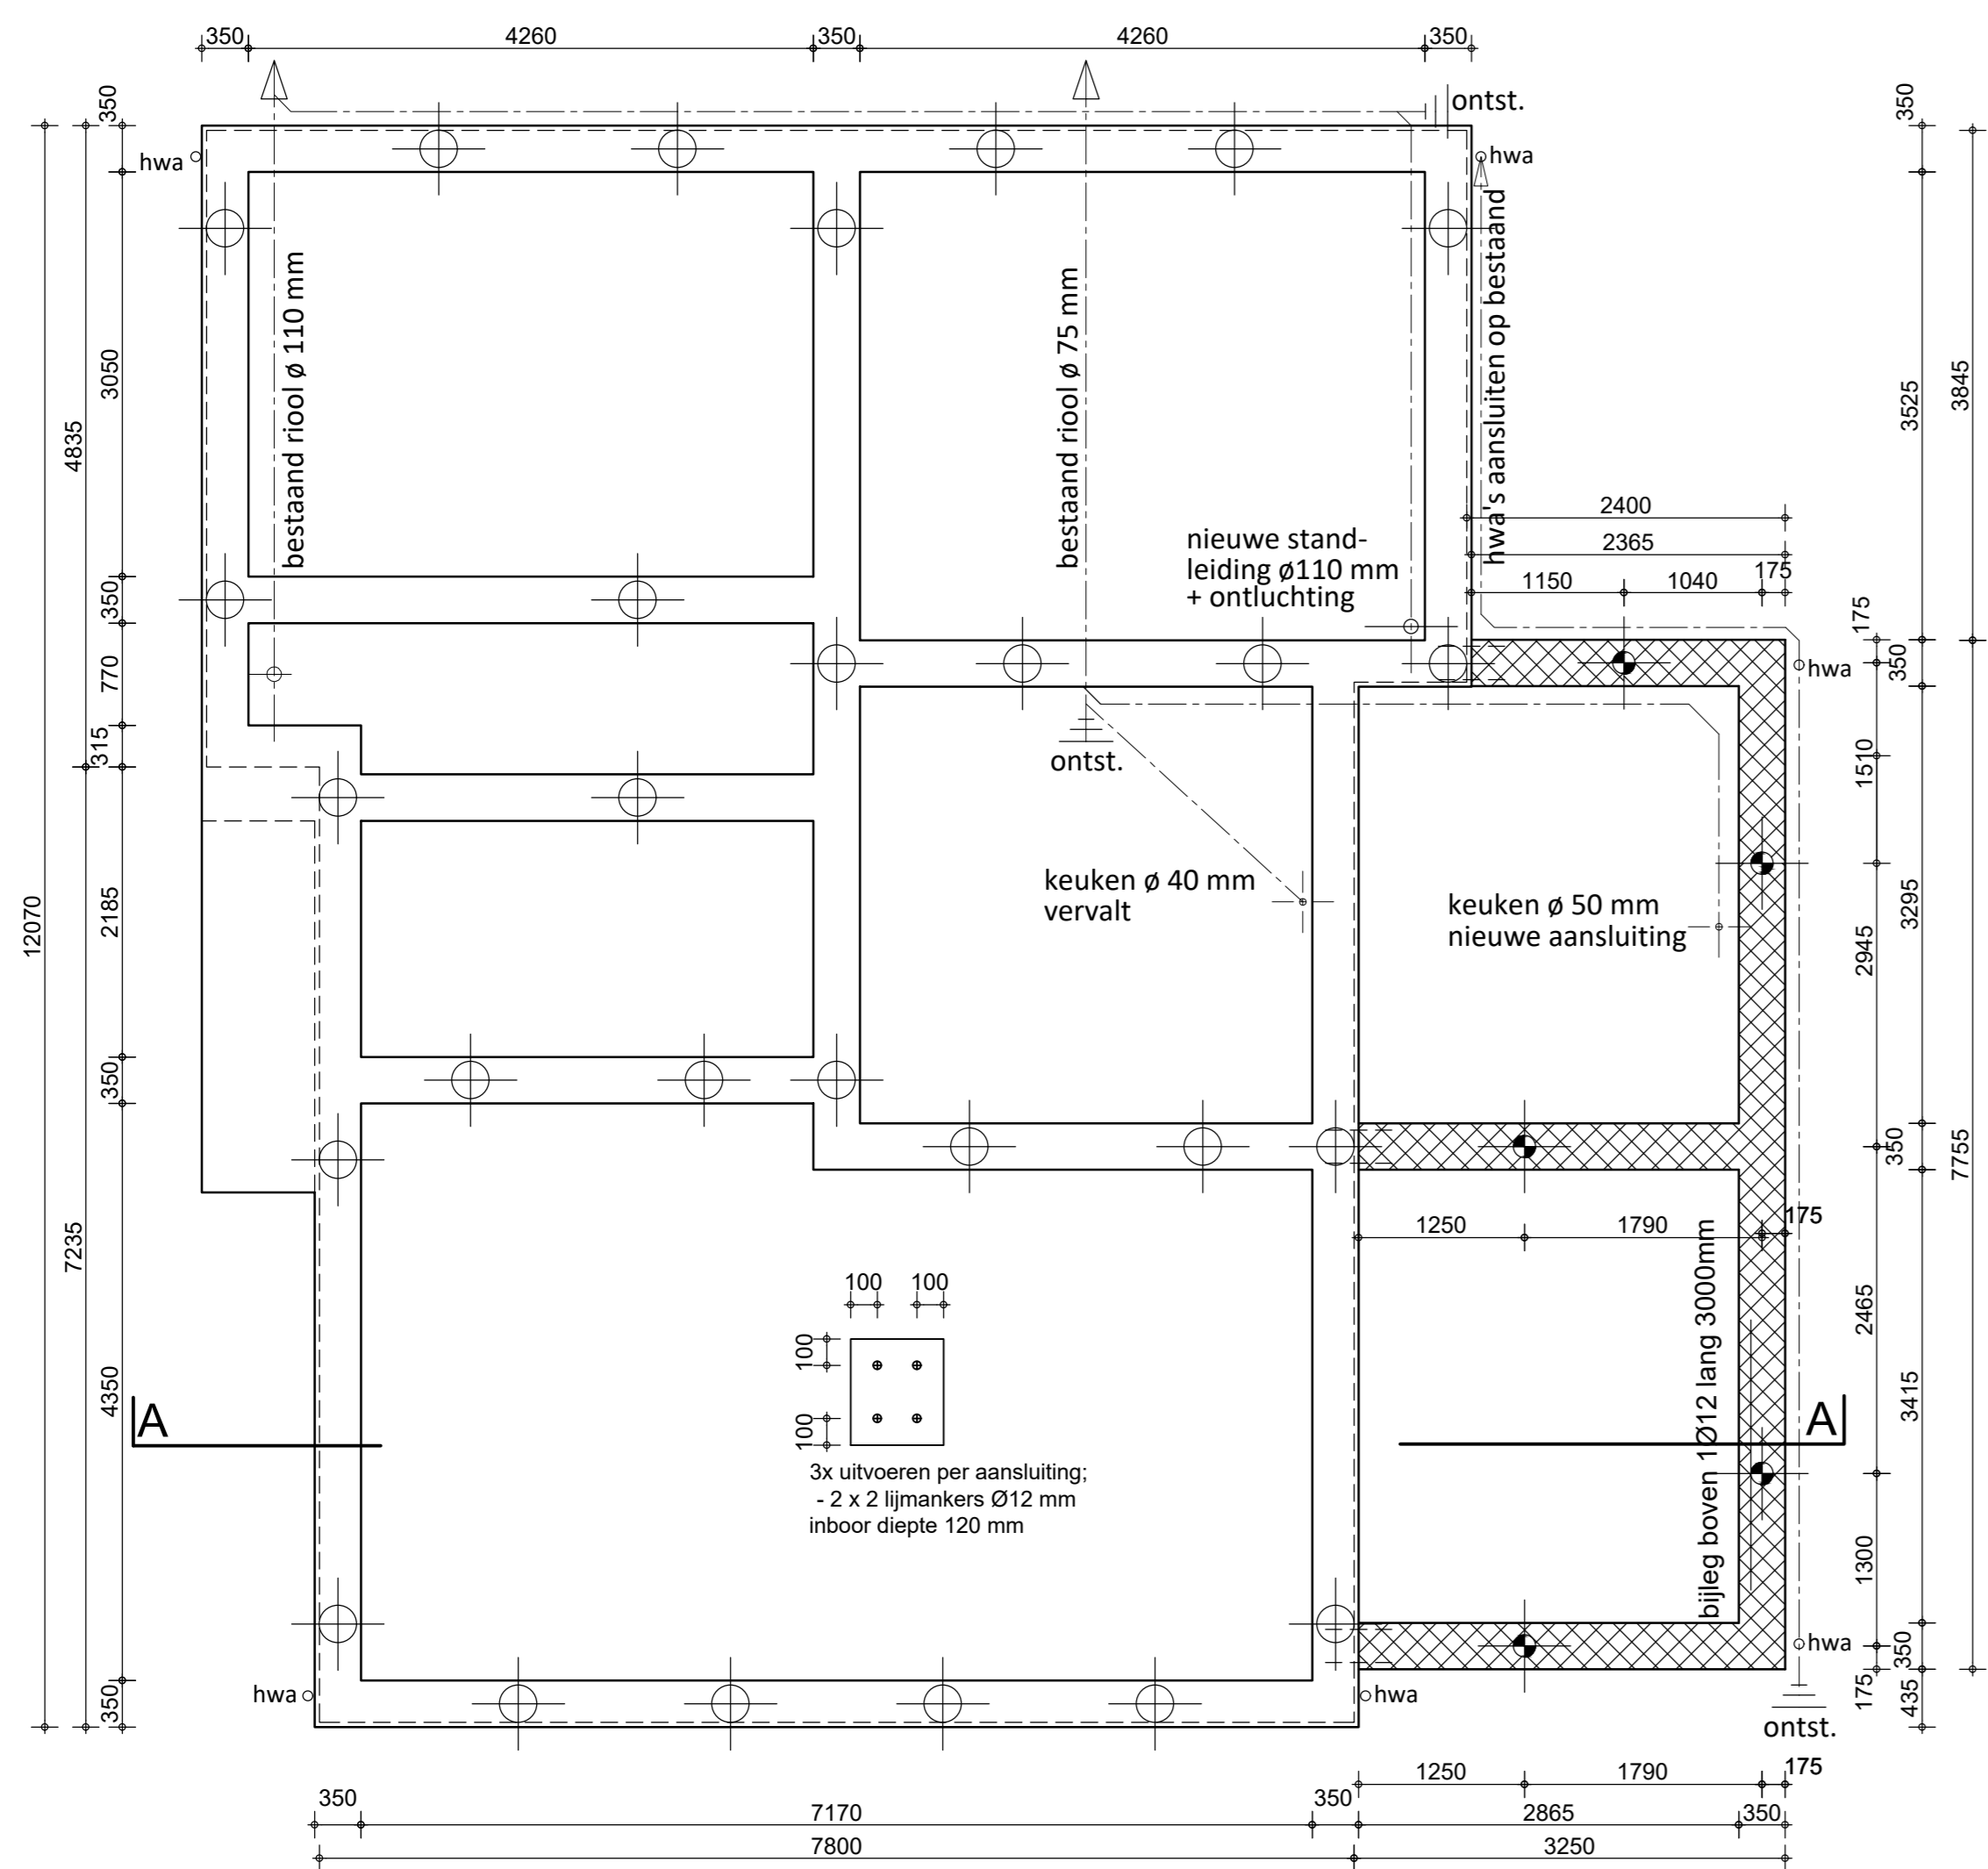 350
4260
350
4260
350
ontst.
350
350
hwa
hwa
bestaand riool ø 110 mm
bestaand riool ø 75 mm
hwa's aansluiten op bestaand
3050
4835
3525
3845
2400
2365
1150
1040
175
nieuwe stand-
leiding ø110 mm
+ ontluchting
350
175
770
350
hwa
315
ontst.
1510
keuken ø 40 mm
vervalt
keuken ø 50 mm
nieuwe aansluiting
12070
2185
3295
2945
350
350
7755
7235
1250
1790
175
100
100
100
100
2465
bijleg boven 1Ø12 lang 3000mm
4350
3415
A
A
3x uitvoeren per aansluiting;
- 2 x 2 lijmankers Ø12 mm
inboor diepte 120 mm
1300
hwa
350
hwa
hwa
350
175
435
ontst.
1250
1790
175
350
7170
350
2865
350
7800
3250